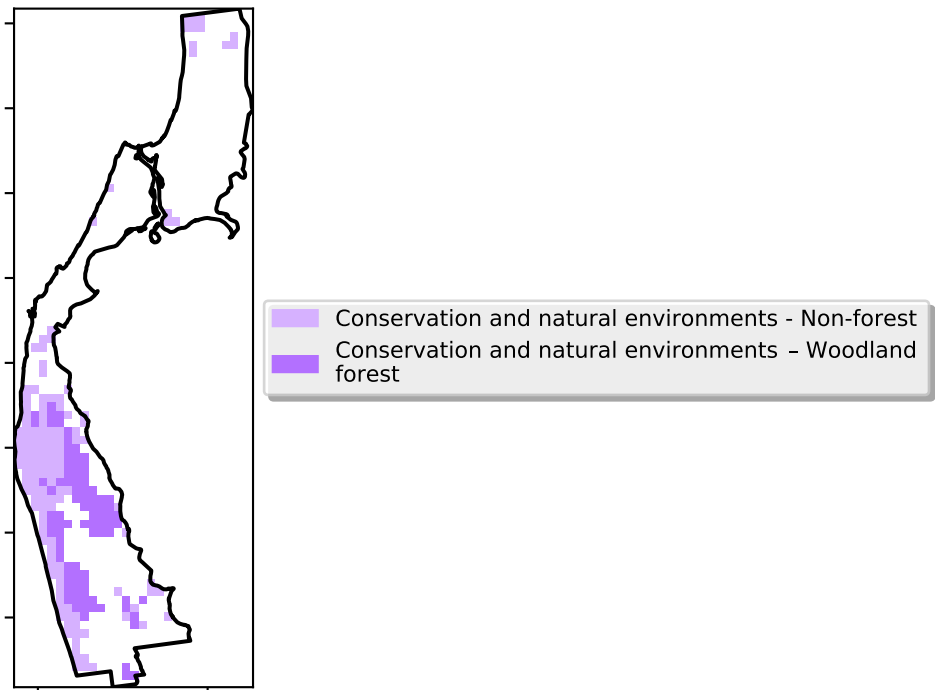 Conservation and natural environments - Non-forest
Conservation and natural environments – Woodland
forest